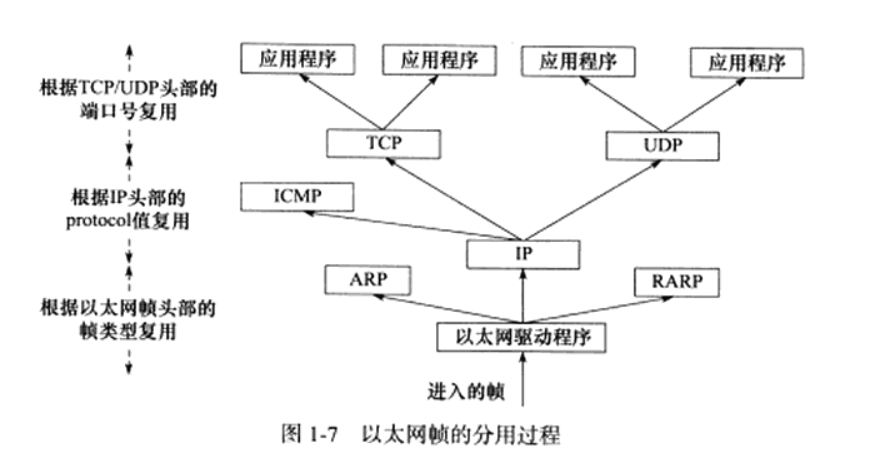 应用程序 应用程序 应用程序 应用程序
根据TCP/UDP头部的
端口号复用
TCP UDP
根据IP头部的
protocol值复用
ICMP
IP
ARP RARP
根据以太网帧头部的
帧类型复用
以太网驱动程序
进入的帧
图 1-7 以太网帧的分用过程